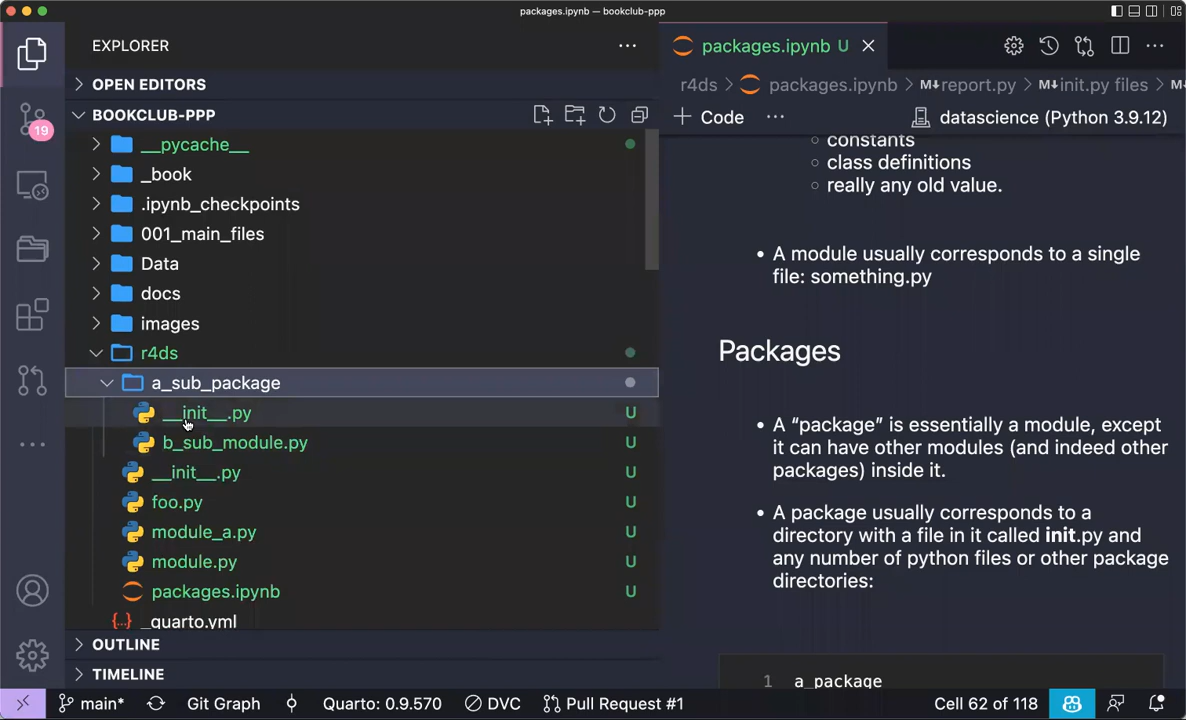 packages.ipynb — bookclub-ppp
EXPLORER
OPEN EDITORS
BOOKCLUB-PPP
__pycache__
_book
.ipynb_checkpoints
001_main_files
Data
docs
images
r4ds
a_sub_package
__init__.py U
b_sub_module.py U
__init__.py U
foo.py U
module_a.py U
module.py U
packages.ipynb U
_quarto.yml
OUTLINE
TIMELINE
19
packages.ipynb U
r4ds > packages.ipynb > M↓report.py > M↓init.py files > M↓
+ Code ··· datascience (Python 3.9.12)
constants
class definitions
really any old value.
• A module usually corresponds to a single
file: something.py
Packages
• A “package” is essentially a module, except
it can have other modules (and indeed other
packages) inside it.
• A package usually corresponds to a
directory with a file in it called init.py and
any number of python files or other package
directories:
1 a_package
main* Git Graph Quarto: 0.9.570 DVC Pull Request #1 Cell 62 of 118